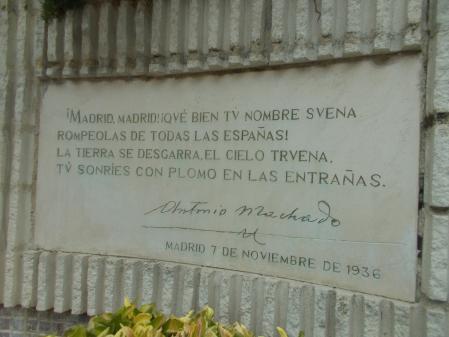 ¡MADRID, MADRID! ¡QVÉ BIEN TV́ NOMBRE SVENA
ROMPEOLAS DE TODAS LAS ESPAÑAS!
LA TIERRA SE DESGARRA, EL CIELO TRVENA,
TV́ SONRÍES CON PLOMO EN LAS ENTRAÑAS.
Antonio Machado
MADRID 7 DE NOVIEMBRE DE 1936